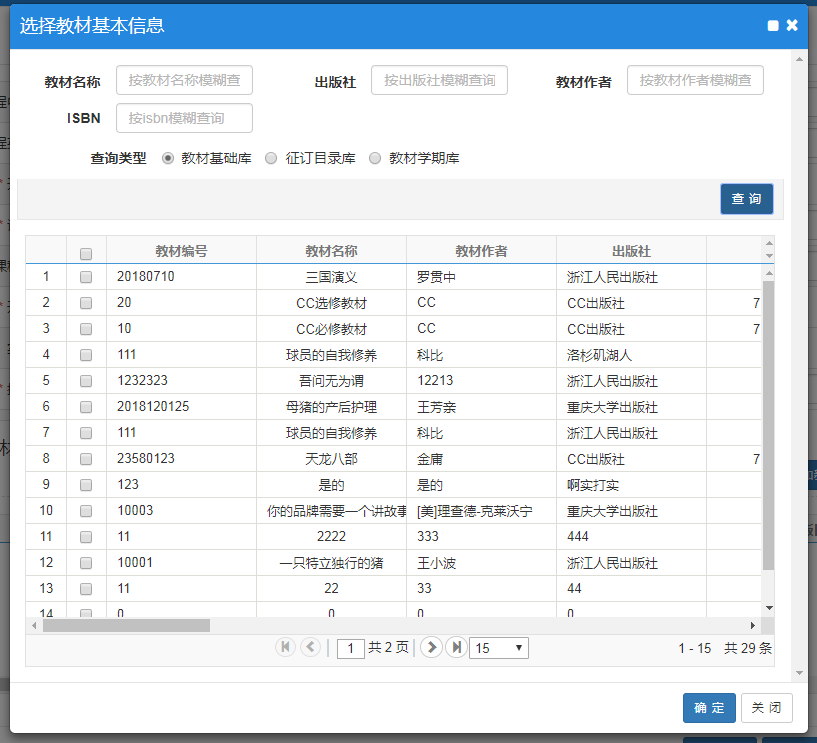 选择教材基本信息
教材名称 按教材名称模糊查 出版社 按出版社模糊查询 教材作者 按教材作者模糊查
ISBN 按isbn模糊查询
查询类型 教材基础库 征订目录库 教材学期库
查 询
教材编号 教材名称 教材作者 出版社
1 20180710 三国演义 罗贯中 浙江人民出版社
2 20 CC选修教材 CC CC出版社 7
3 10 CC必修教材 CC CC出版社 7
4 111 球员的自我修养 科比 洛杉矶湖人
5 1232323 吾问无为谓 12213 浙江人民出版社
6 2018120125 母猪的产后护理 王芳亲 重庆大学出版社
7 111 球员的自我修养 科比 浙江人民出版社
8 23580123 天龙八部 金庸 CC出版社 7
9 123 是的 是的 啊实打实
10 10003 你的品牌需要一个讲故事 [美]理查德-克莱沃宁 重庆大学出版社
11 11 2222 333 444
12 10001 一只特立独行的猪 王小波 浙江人民出版社
13 11 22 33 44
14 0 0 0 0
1 共 2 页 15 1 - 15 共 29 条
确 定 关 闭